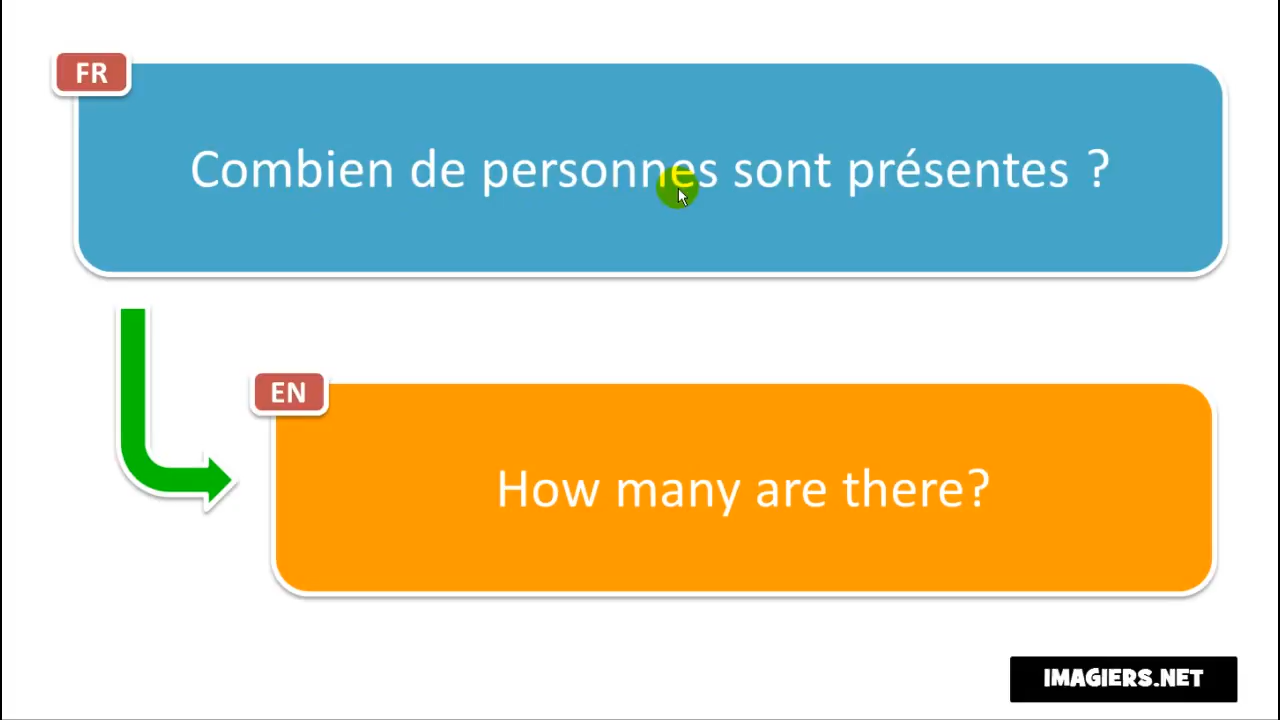 FR
Combien de personnes sont présentes ?
EN
How many are there?
IMAGIERS.NET